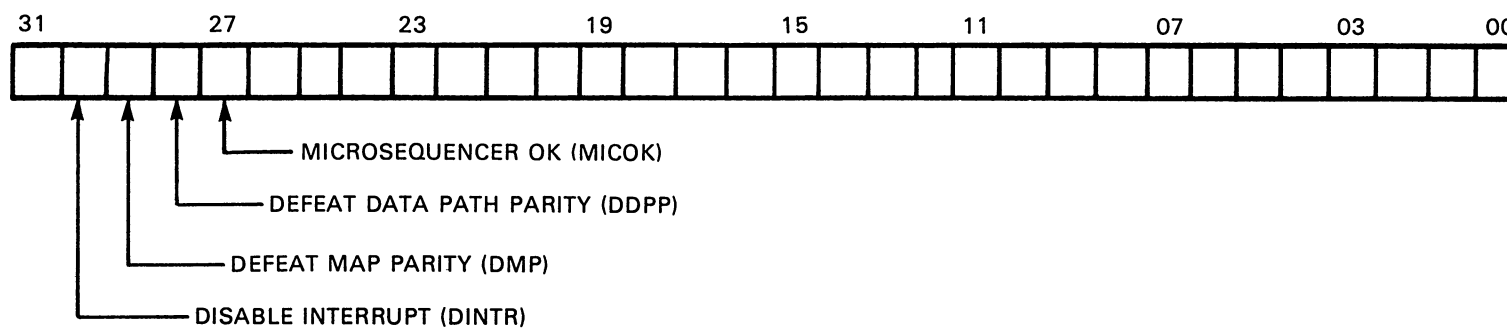 31 27 23 19 15 11 07 03 00
MICROSEQUENCER OK (MICOK)
DEFEAT DATA PATH PARITY (DDPP)
DEFEAT MAP PARITY (DMP)
DISABLE INTERRUPT (DINTR)